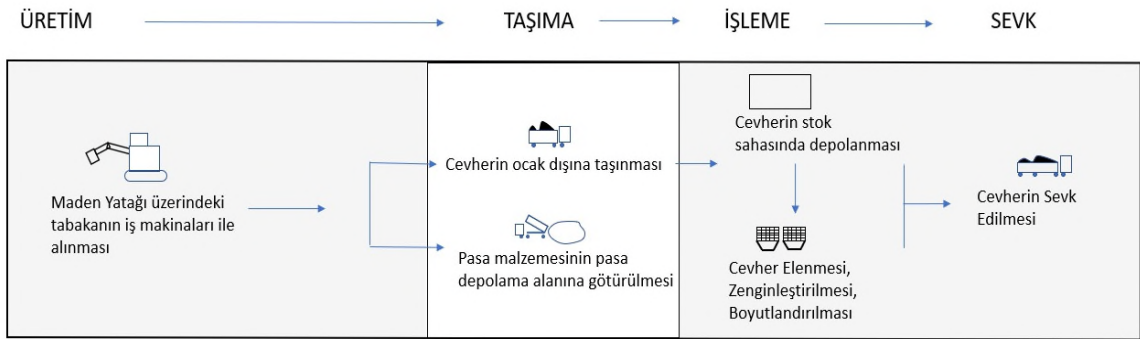 ÜRETİM
TAŞIMA
İŞLEME
SEVK
Maden Yatağı üzerindeki
tabakanın iş makinaları ile
alınması
Cevherin ocak dışına taşınması
Pasa malzemesinin pasa
depolama alanına götürülmesi
Cevherin stok
sahasında depolanması
Cevher Elenmesi,
Zenginleştirilmesi,
Boyutlandırılması
Cevherin Sevk
Edilmesi